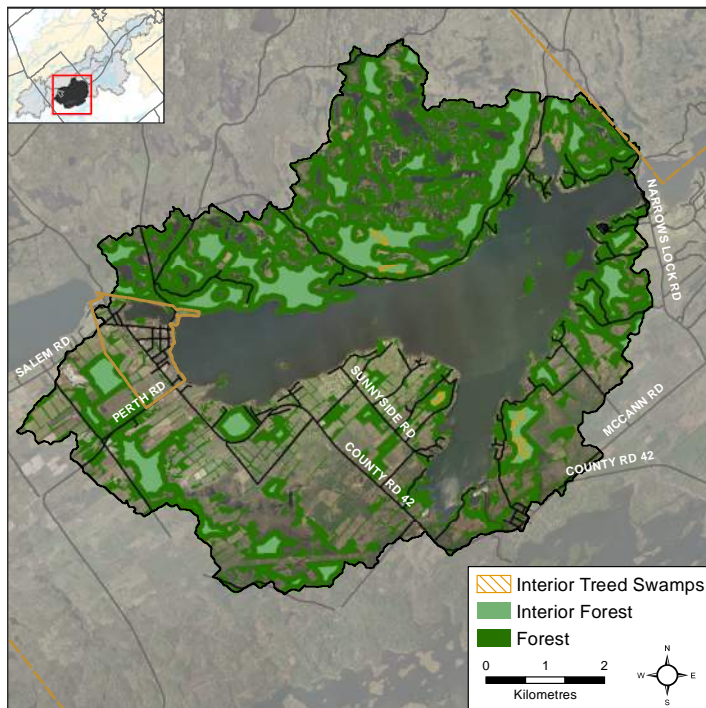 NARROWS LOCK RD
SALEM RD
PERTH RD
SUNNYSIDE RD
MCCANN RD
COUNTY RD 42
COUNTY RD 42
Interior Treed Swamps
Interior Forest
Forest
0 1 2
Kilometres
N
W E
S